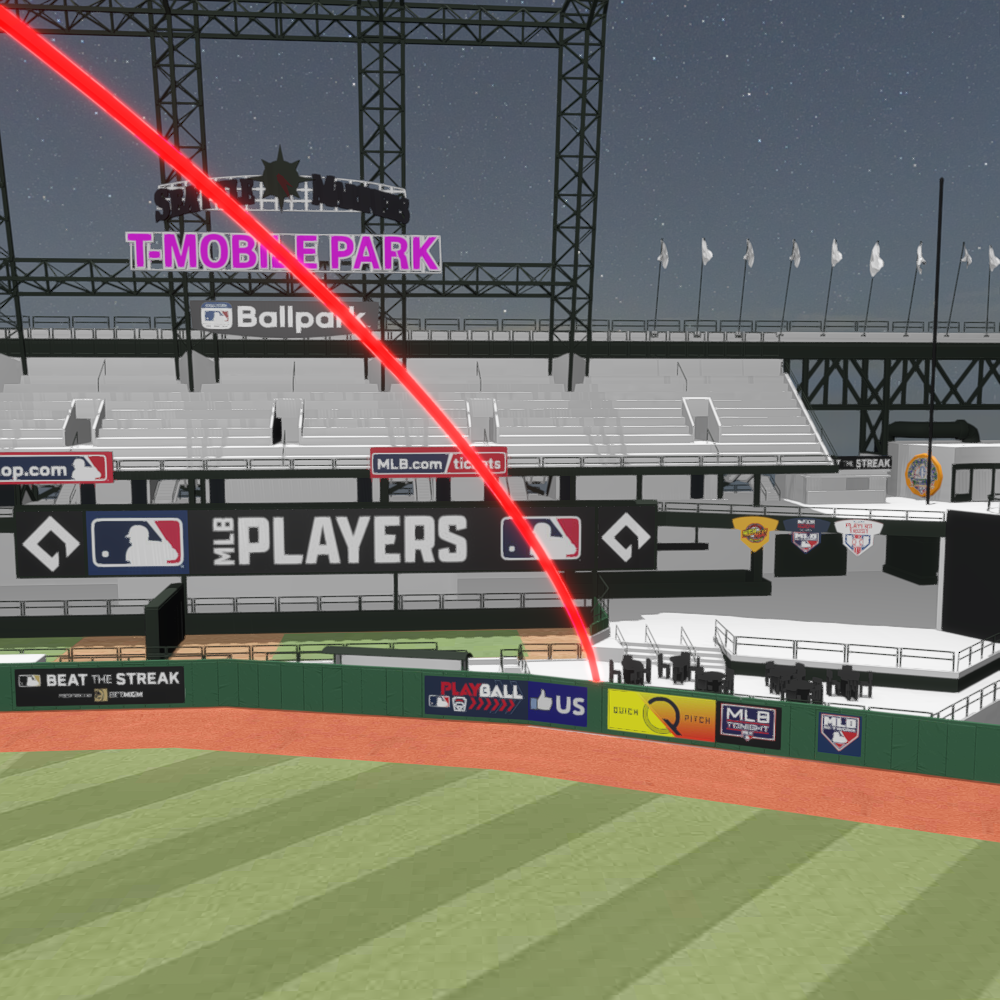 SEATTLE MARINERS
T-MOBILE PARK
Ballpark
op.com
MLB.com/tickets
THE STREAK
MLB PLAYERS
BEAT THE STREAK
BETMGM
PLAY BALL
US
QUICK PITCH
MLB
TONIGHT
MLB